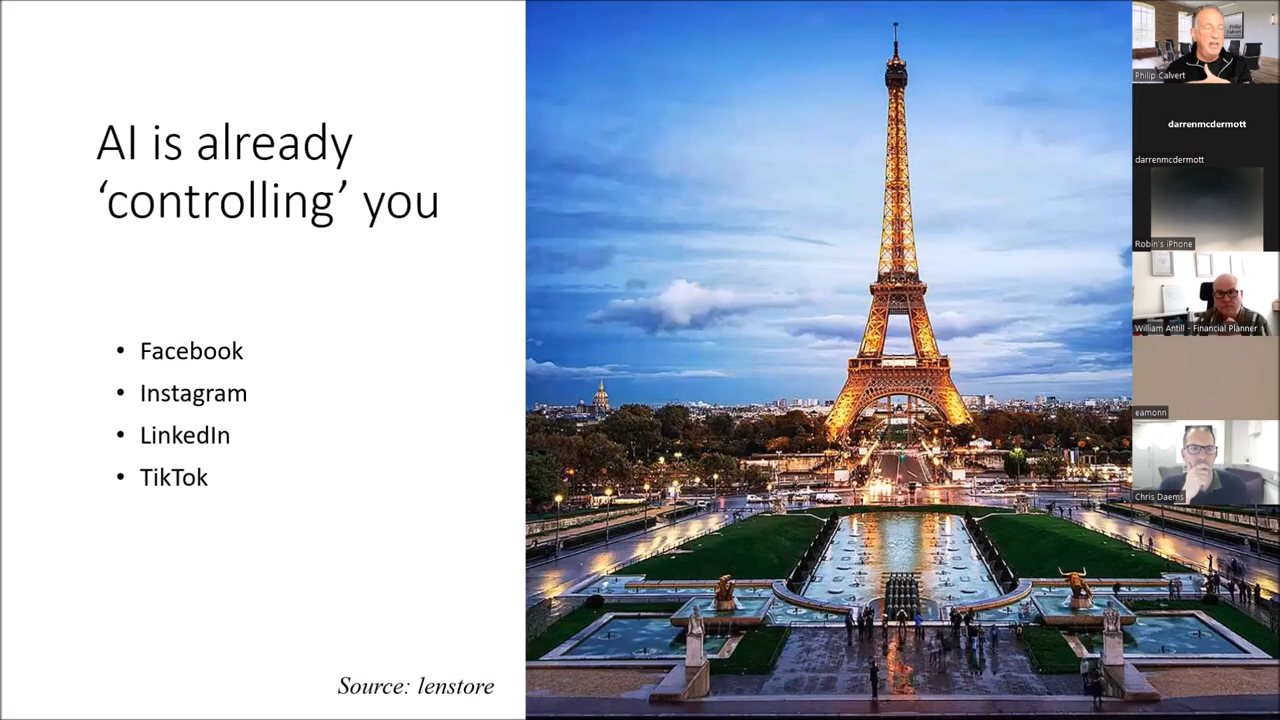 AI is already
‘controlling’ you
• Facebook
• Instagram
• LinkedIn
• TikTok
Source: lenstore
Philip Calvert
darrenmcdermott
darrenmcdermott
Robin's iPhone
William Antill - Financial Planner
eamonn
Chris Daems